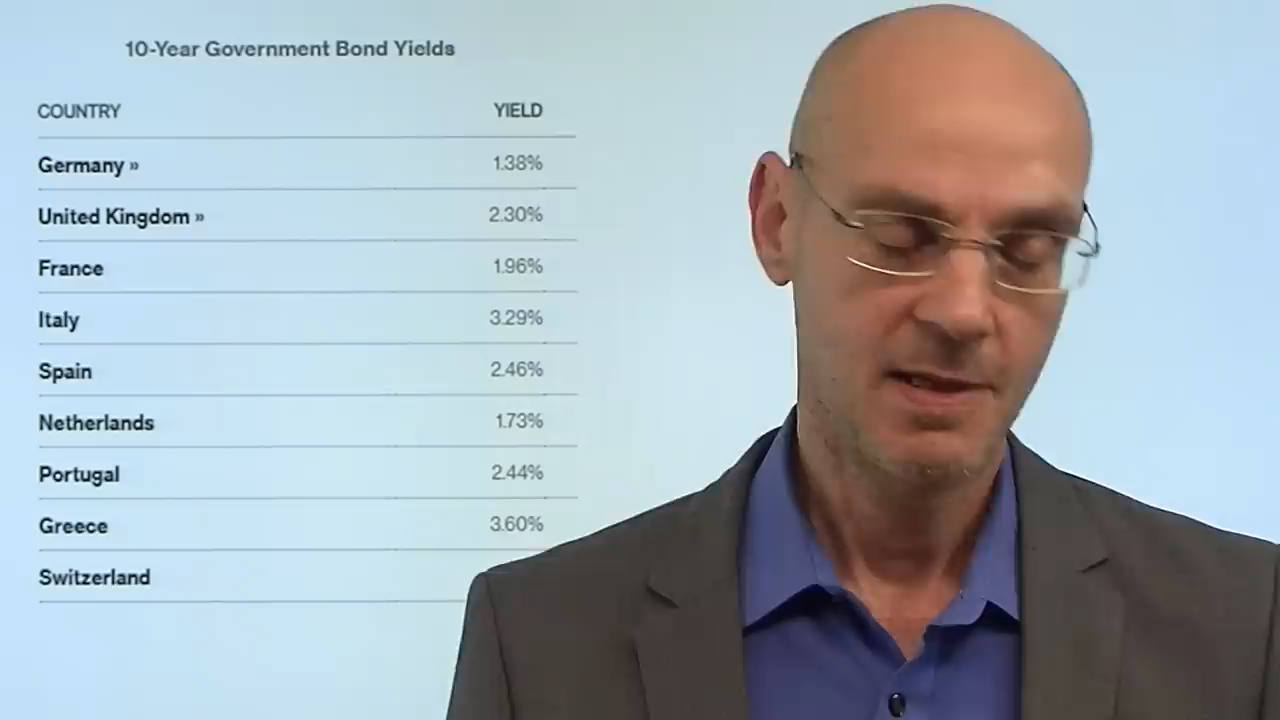 10-Year Government Bond Yields
COUNTRY YIELD
Germany » 1.38%
United Kingdom » 2.30%
France 1.96%
Italy 3.29%
Spain 2.46%
Netherlands 1.73%
Portugal 2.44%
Greece 3.60%
Switzerland